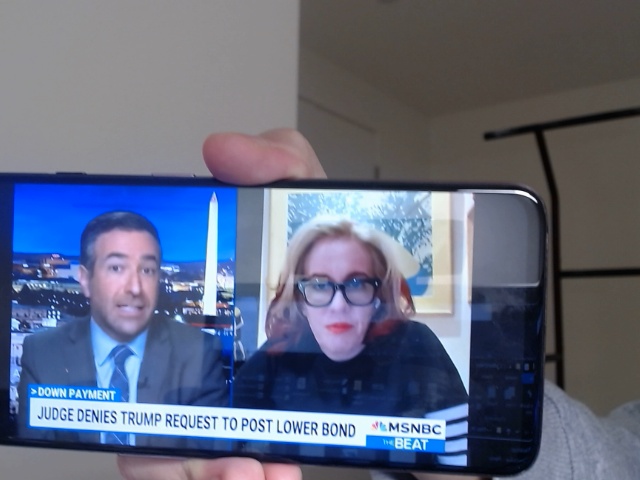 >DOWN PAYMENT
JUDGE DENIES TRUMP REQUEST TO POST LOWER BOND
MSNBC
THE BEAT